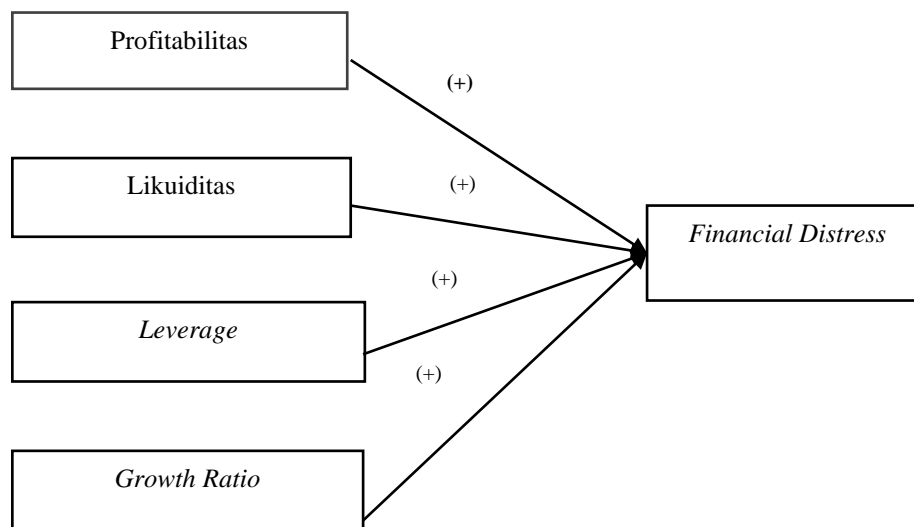 Profitabilitas
(+)
Likuiditas
(+)
Financial Distress
(+)
Leverage
(+)
Growth Ratio